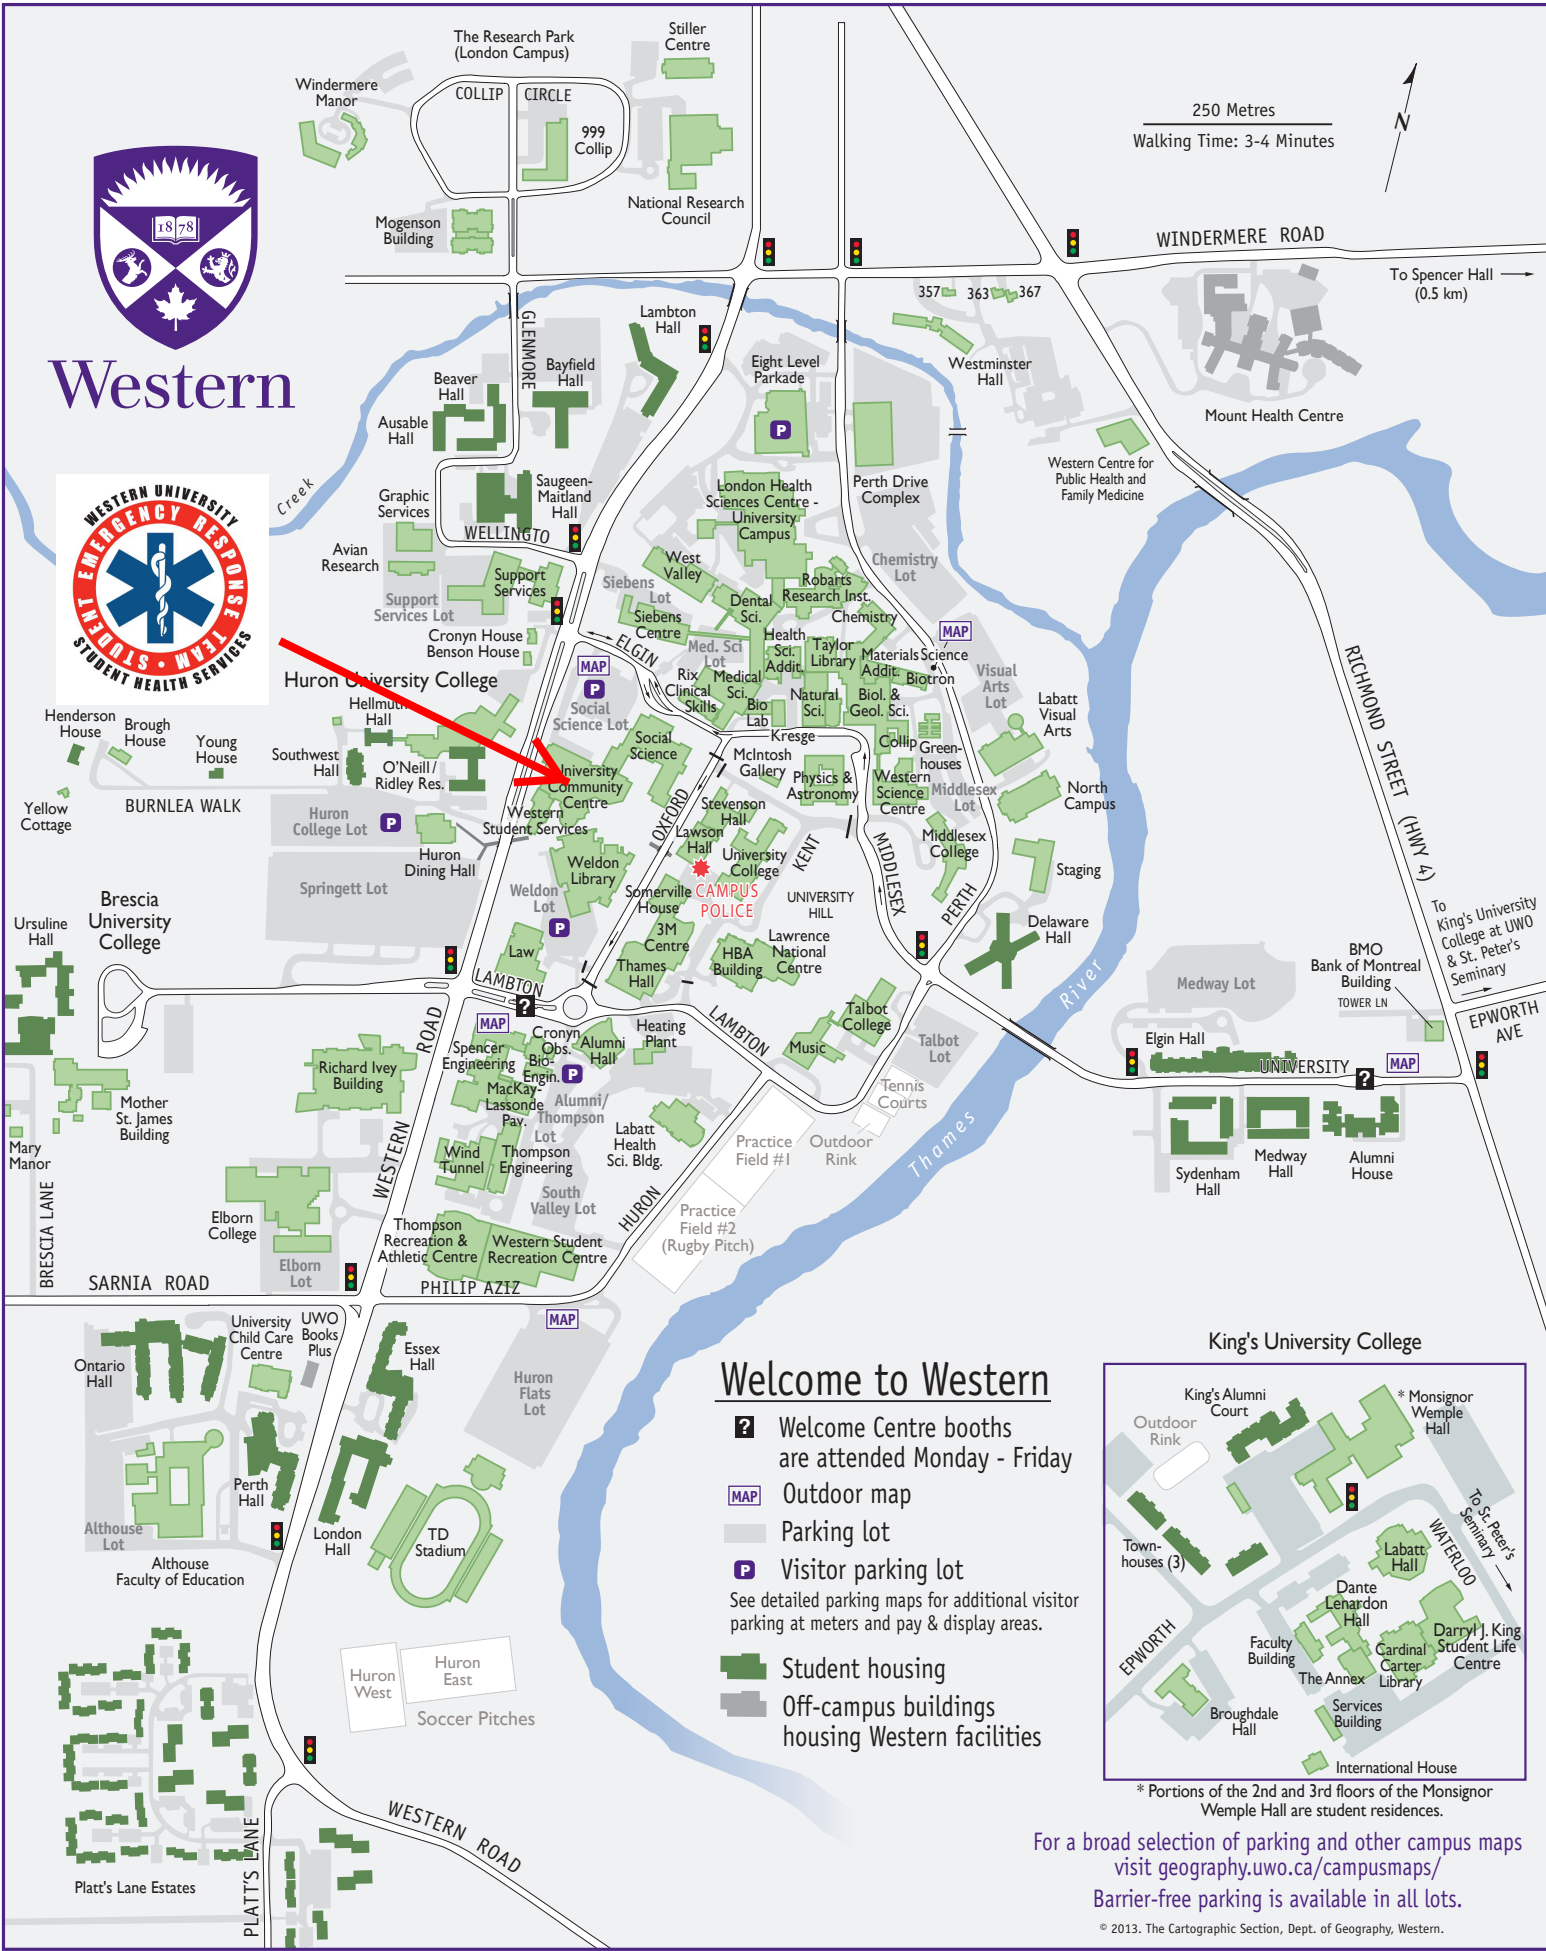 The Research Park
(London Campus)
Stiller
Centre
Windermere
Manor
COLLIP CIRCLE
999
Collip
250 Metres
Walking Time: 3-4 Minutes
N
National Research
Council
Mogenson
Building
1878
Western
WINDERMERE ROAD
To Spencer Hall
(0.5 km)
357
363
367
GLENMORE
Lambton
Hall
Bayfield
Hall
Beaver
Hall
Ausable
Hall
Eight Level
Parkade
P
Westminster
Hall
Mount Health Centre
Western Centre for
Public Health and
Family Medicine
Creek
Graphic
Services
Saugeen-
Maitland
Hall
WELLINGTO
London Health
Sciences Centre -
University
Campus
Perth Drive
Complex
WESTERN UNIVERSITY
STUDENT EMERGENCY RESPONSE TEAM
STUDENT HEALTH SERVICES
Avian
Research
Support
Services
Support
Services Lot
Cronyn House
Benson House
West
Valley
Siebens
Lot
Siebens
Centre
Dental
Sci.
Robarts
Research Inst.
Chemistry
Lot
Chemistry
ELGIN
MAP
P
Social
Science Lot
Med. Sci
Lot
Health
Sci.
Addit.
Taylor
Library
Materials Science
Addit.
Biotron
MAP
Rix
Clinical
Skills
Medical
Sci.
Bio
Lab
Natural
Sci.
Biol. &
Geol. Sci.
Visual
Arts
Lot
Labatt
Visual
Arts
Huron University College
Hellmuth
Hall
Henderson
House
Brough
House
Young
House
Southwest
Hall
O'Neill/
Ridley Res.
Yellow
Cottage
BURNLEA WALK
Huron
College Lot
P
Huron
Dining Hall
Social
Science
University
Community
Centre
Western
Student Services
Kresge
McIntosh
Gallery
Physics &
Astronomy
Collip
Green-
houses
Western
Science
Centre
Middlesex
Lot
North
Campus
RICHMOND STREET (HWY 4)
OXFORD
Stevenson
Hall
Lawson
Hall
University
College
KENT
MIDDLESEX
Middlesex
College
Staging
PERTH
Weldon
Library
Weldon
Lot
P
CAMPUS
POLICE
Somerville
House
UNIVERSITY
HILL
Springett Lot
Brescia
University
College
Ursuline
Hall
3M
Centre
Thames
Hall
HBA
Building
Lawrence
National
Centre
Delaware
Hall
To
King's University
College at UWO
& St. Peter's
Seminary
BMO
Bank of Montreal
Building
TOWER LN
EPWORTH
AVE
Medway Lot
River
Law
LAMBTON
?
MAP
Spencer
Engineering
Cronyn
Obs.
Bio-
Engin.
P
Alumni
Hall
Heating
Plant
LAMBTON
Music
Talbot
College
Talbot
Lot
Elgin Hall
UNIVERSITY
?
MAP
Richard Ivey
Building
WESTERN ROAD
Mother
St. James
Building
Mary
Manor
MacKay-
Lassonde
Pav.
Alumni/
Thompson
Lot
Tennis
Courts
Thames
Wind
Tunnel
Thompson
Engineering
Labatt
Health
Sci. Bldg.
Practice
Field #1
Outdoor
Rink
Sydenham
Hall
Medway
Hall
Alumni
House
South
Valley Lot
HURON
Practice
Field #2
(Rugby Pitch)
BRESCIA LANE
Elborn
College
Elborn
Lot
Thompson
Recreation &
Athletic Centre
Western Student
Recreation Centre
SARNIA ROAD
PHILIP AZIZ
MAP
University
Child Care
Centre
UWO
Books
Plus
Essex
Hall
Ontario
Hall
Huron
Flats
Lot
Perth
Hall
Althouse
Lot
London
Hall
TD
Stadium
Althouse
Faculty of Education
Huron
West
Huron
East
Soccer Pitches
WESTERN ROAD
PLATT'S LANE
Platt's Lane Estates
Welcome to Western
? Welcome Centre booths
are attended Monday - Friday
MAP Outdoor map
Parking lot
P Visitor parking lot
See detailed parking maps for additional visitor
parking at meters and pay & display areas.
Student housing
Off-campus buildings
housing Western facilities
King's University College
King's Alumni
Court
* Monsignor
Wemple
Hall
Outdoor
Rink
To St. Peter's
Seminary
WATERLOO
Town-
houses (3)
Labatt
Hall
Dante
Lenardon
Hall
Darryl J. King
Student Life
Centre
EPWORTH
Faculty
Building
Cardinal
Carter
Library
The Annex
Services
Building
Broughdale
Hall
International House
* Portions of the 2nd and 3rd floors of the Monsignor
Wemple Hall are student residences.
For a broad selection of parking and other campus maps
visit geography.uwo.ca/campusmaps/
Barrier-free parking is available in all lots.
© 2013. The Cartographic Section, Dept. of Geography, Western.